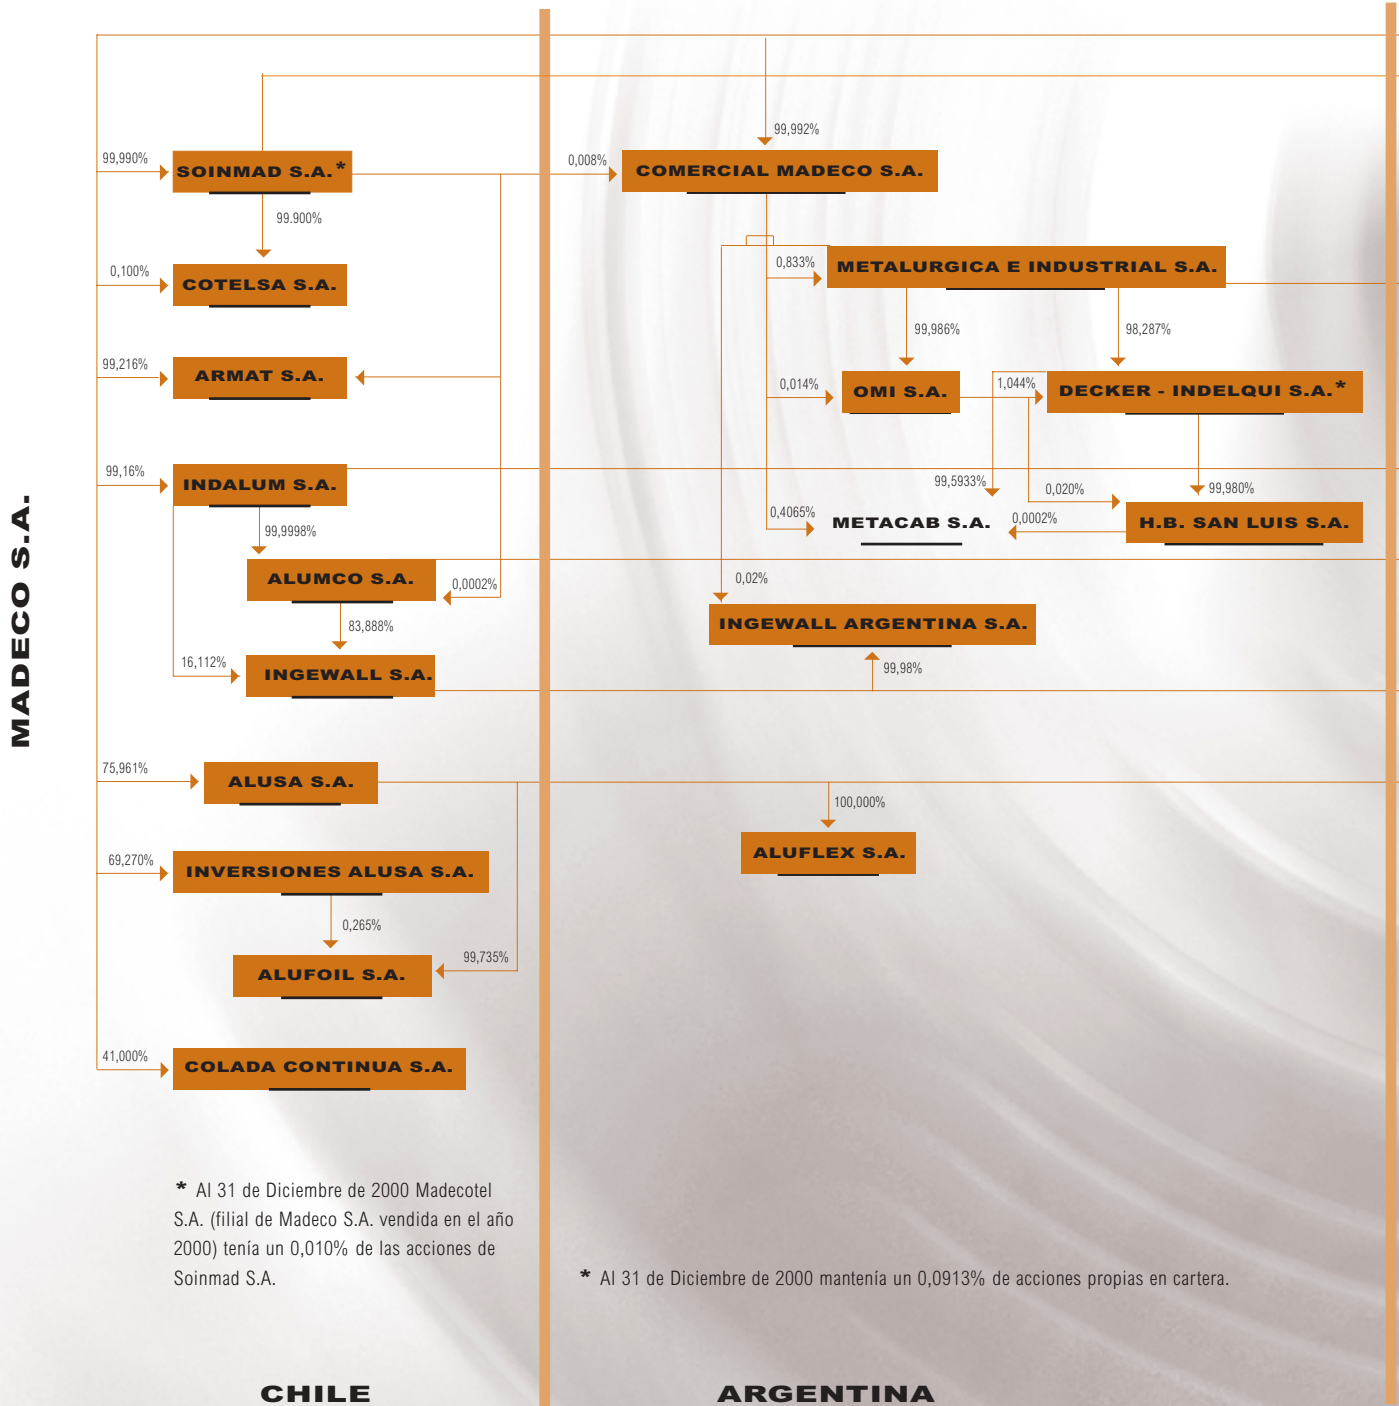 MADECO S.A.
99,990%
SOINMAD S.A.*
99.900%
0,100%
COTELSA S.A.
99,216%
ARMAT S.A.
99,16%
INDALUM S.A.
99,9998%
ALUMCO S.A.
0,0002%
83,888%
16,112%
INGEWALL S.A.
75,961%
ALUSA S.A.
69,270%
INVERSIONES ALUSA S.A.
0,265%
99,735%
ALUFOIL S.A.
41,000%
COLADA CONTINUA S.A.
* Al 31 de Diciembre de 2000 Madecotel
S.A. (filial de Madeco S.A. vendida en el año
2000) tenía un 0,010% de las acciones de
Soinmad S.A.
CHILE
99,992%
0,008%
COMERCIAL MADECO S.A.
0,833%
METALURGICA E INDUSTRIAL S.A.
99,986%
98,287%
0,014%
OMI S.A.
1,044%
DECKER - INDELQUI S.A.*
99,5933%
0,020%
99,980%
0,4065%
METACAB S.A.
0,0002%
H.B. SAN LUIS S.A.
0,02%
INGEWALL ARGENTINA S.A.
99,98%
100,000%
ALUFLEX S.A.
* Al 31 de Diciembre de 2000 mantenía un 0,0913% de acciones propias en cartera.
ARGENTINA